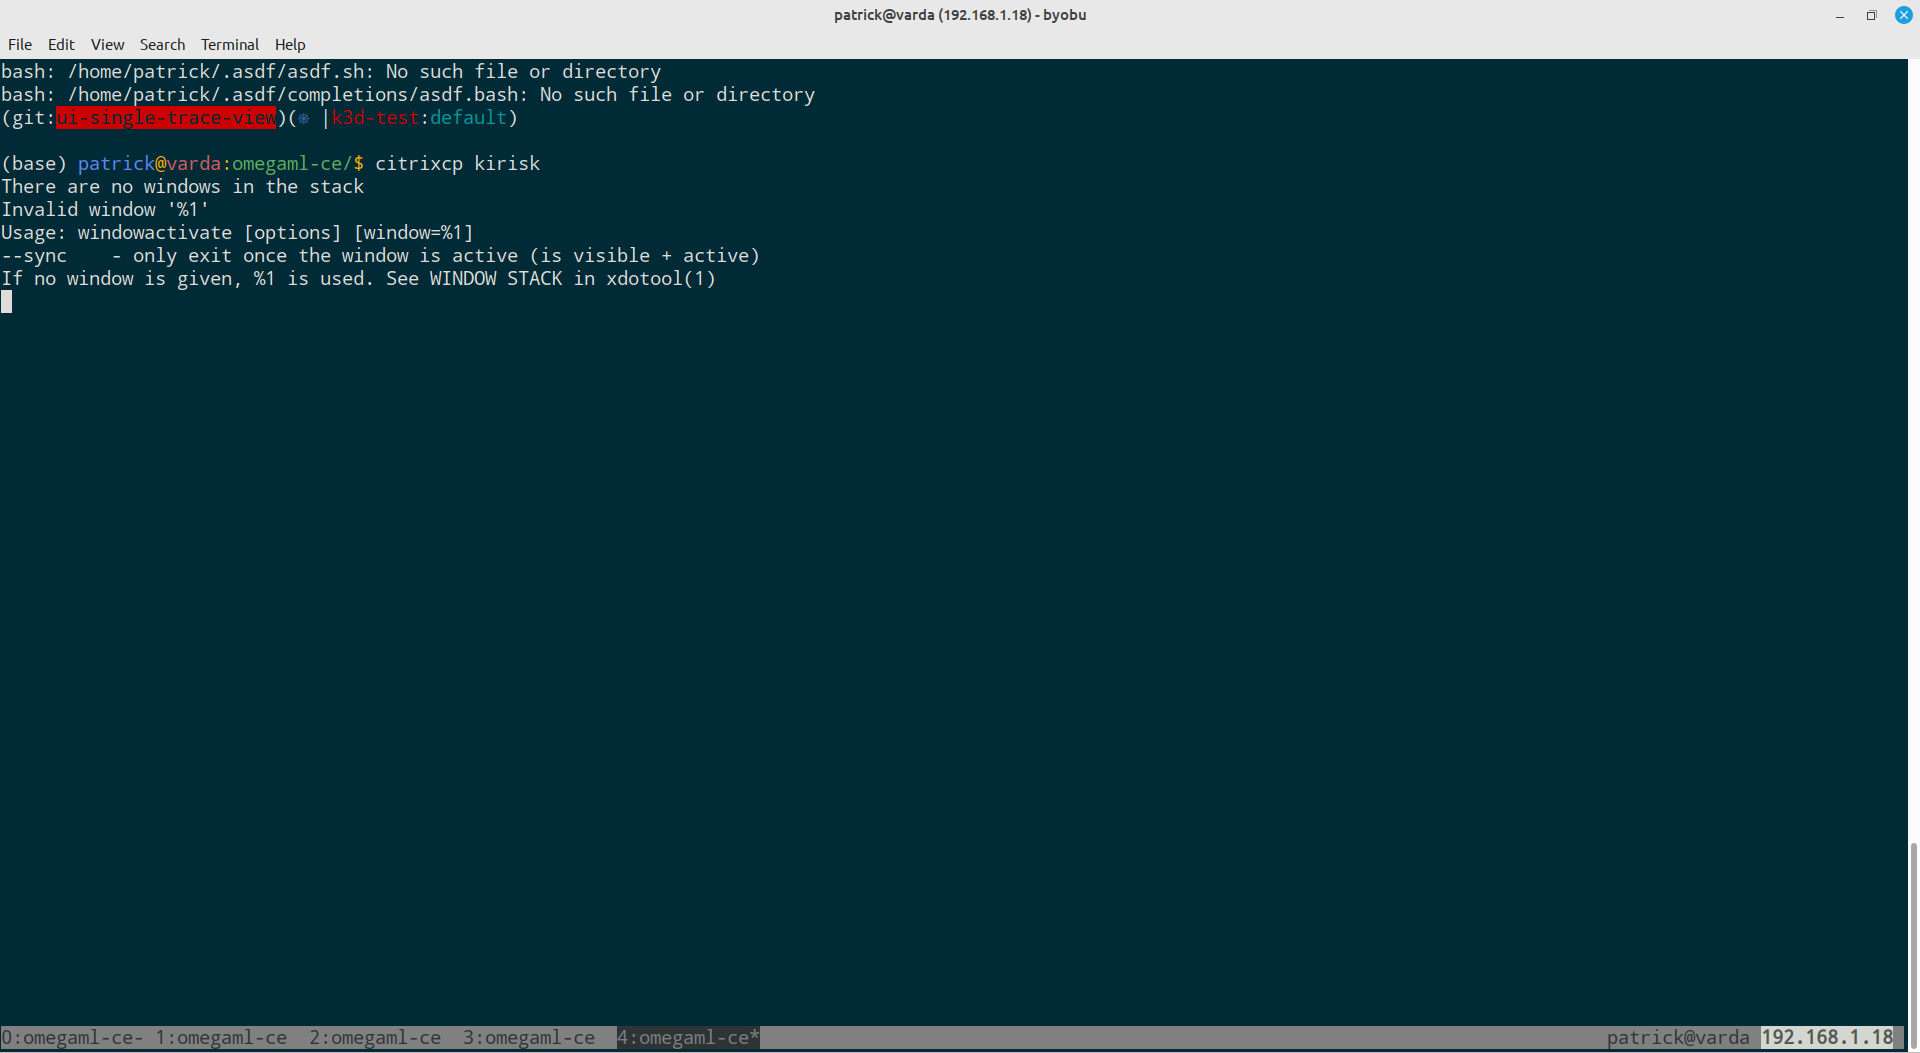 patrick@varda (192.168.1.18) - byobu
File Edit View Search Terminal Help
bash: /home/patrick/.asdf/asdf.sh: No such file or directory
bash: /home/patrick/.asdf/completions/asdf.bash: No such file or directory
(git:ui-single-trace-view)(⎈ |k3d-test:default)
(base) patrick@varda:omegaml-ce/$ citrixcp kirisk
There are no windows in the stack
Invalid window '%1'
Usage: windowactivate [options] [window=%1]
--sync    - only exit once the window is active (is visible + active)
If no window is given, %1 is used. See WINDOW STACK in xdotool(1)
0:omegaml-ce- 1:omegaml-ce  2:omegaml-ce  3:omegaml-ce  4:omegaml-ce* patrick@varda 192.168.1.18